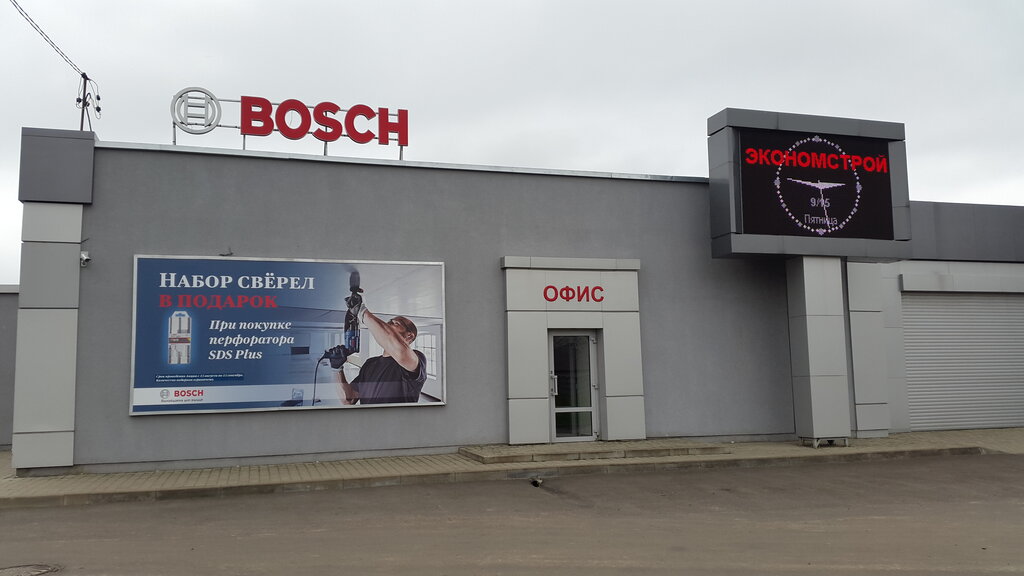 BOSCH
ЭКОНОМСТРОЙ
Пятница
ОФИС
НАБОР СВЁРЕЛ
В ПОДАРОК
При покупке
перфоратора
SDS Plus
BOSCH